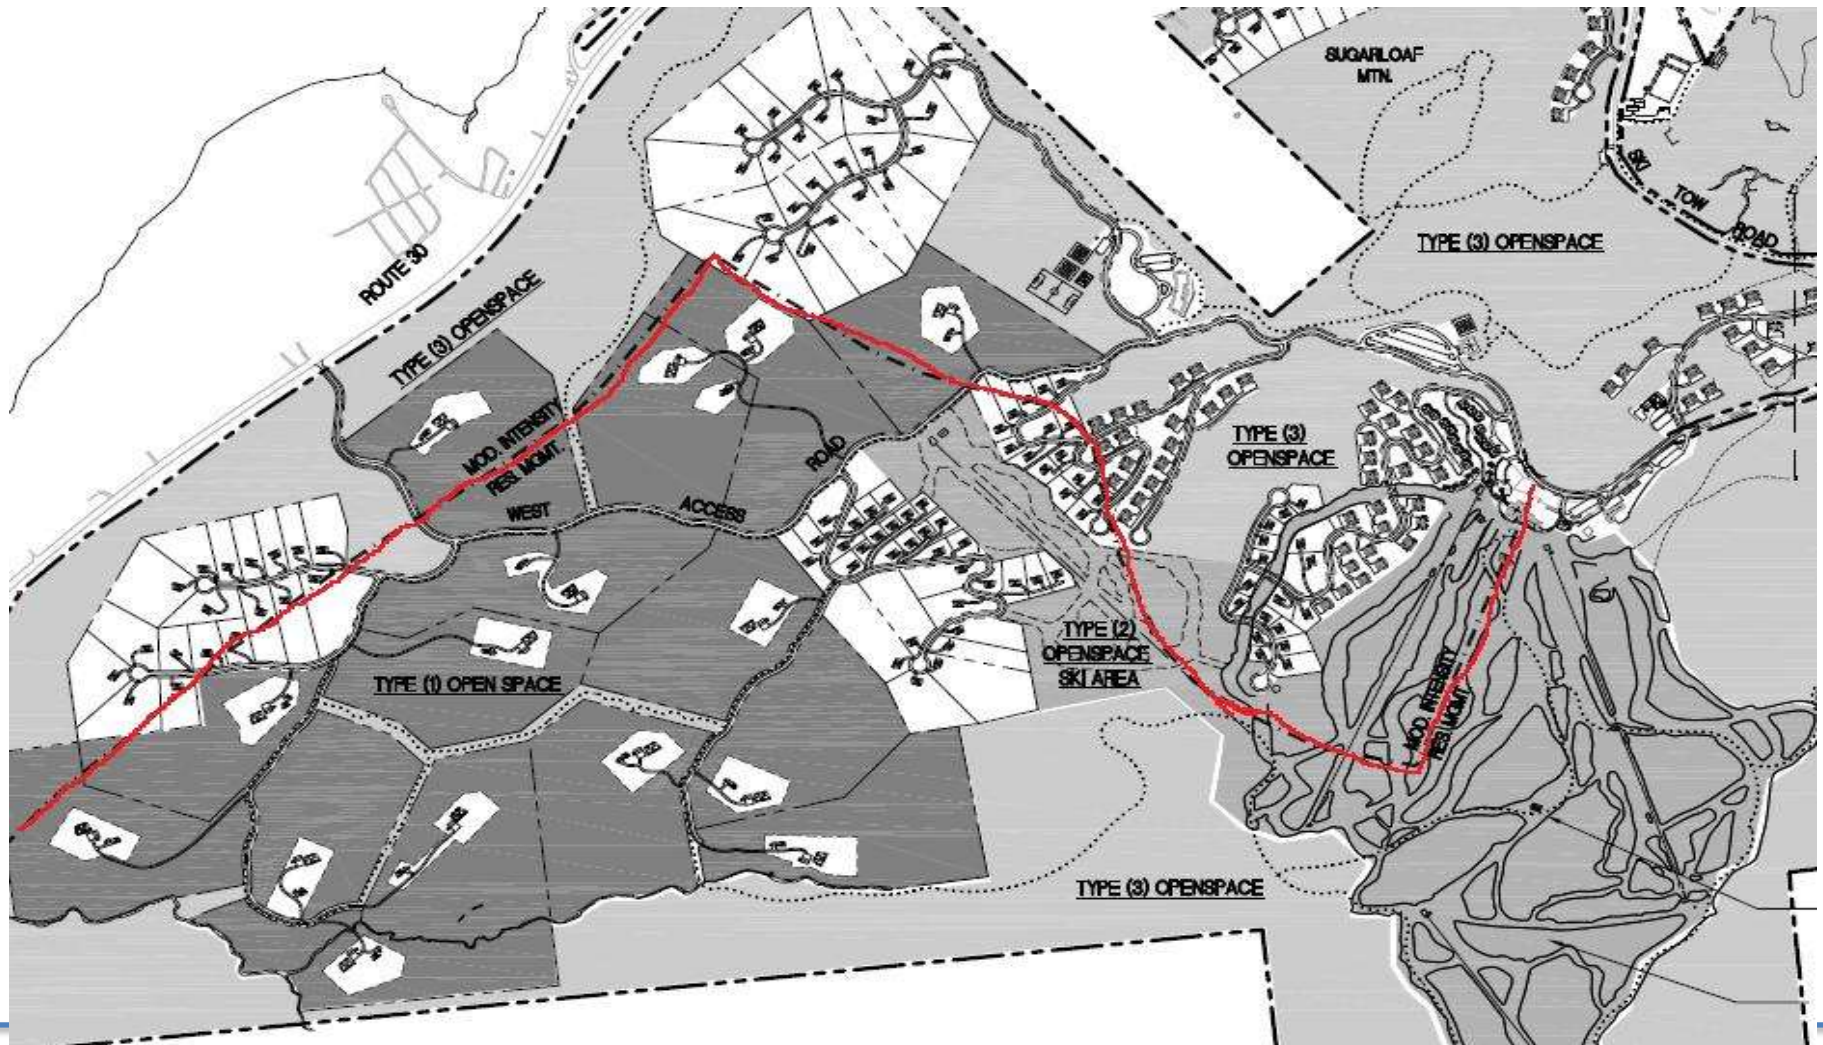 SUGARLOAF
MTN.
SKI
TOW
ROAD
TYPE (3) OPENSPACE
ROUTE 30
TYPE (3) OPENSPACE
MOD. INTENSITY
RES. MGMT.
WEST
ACCESS
ROAD
TYPE (3)
OPENSPACE
TYPE (2)
OPENSPACE
SKI AREA
TYPE (1) OPEN SPACE
MOD INTENSITY
RES MGMT
TYPE (3) OPENSPACE